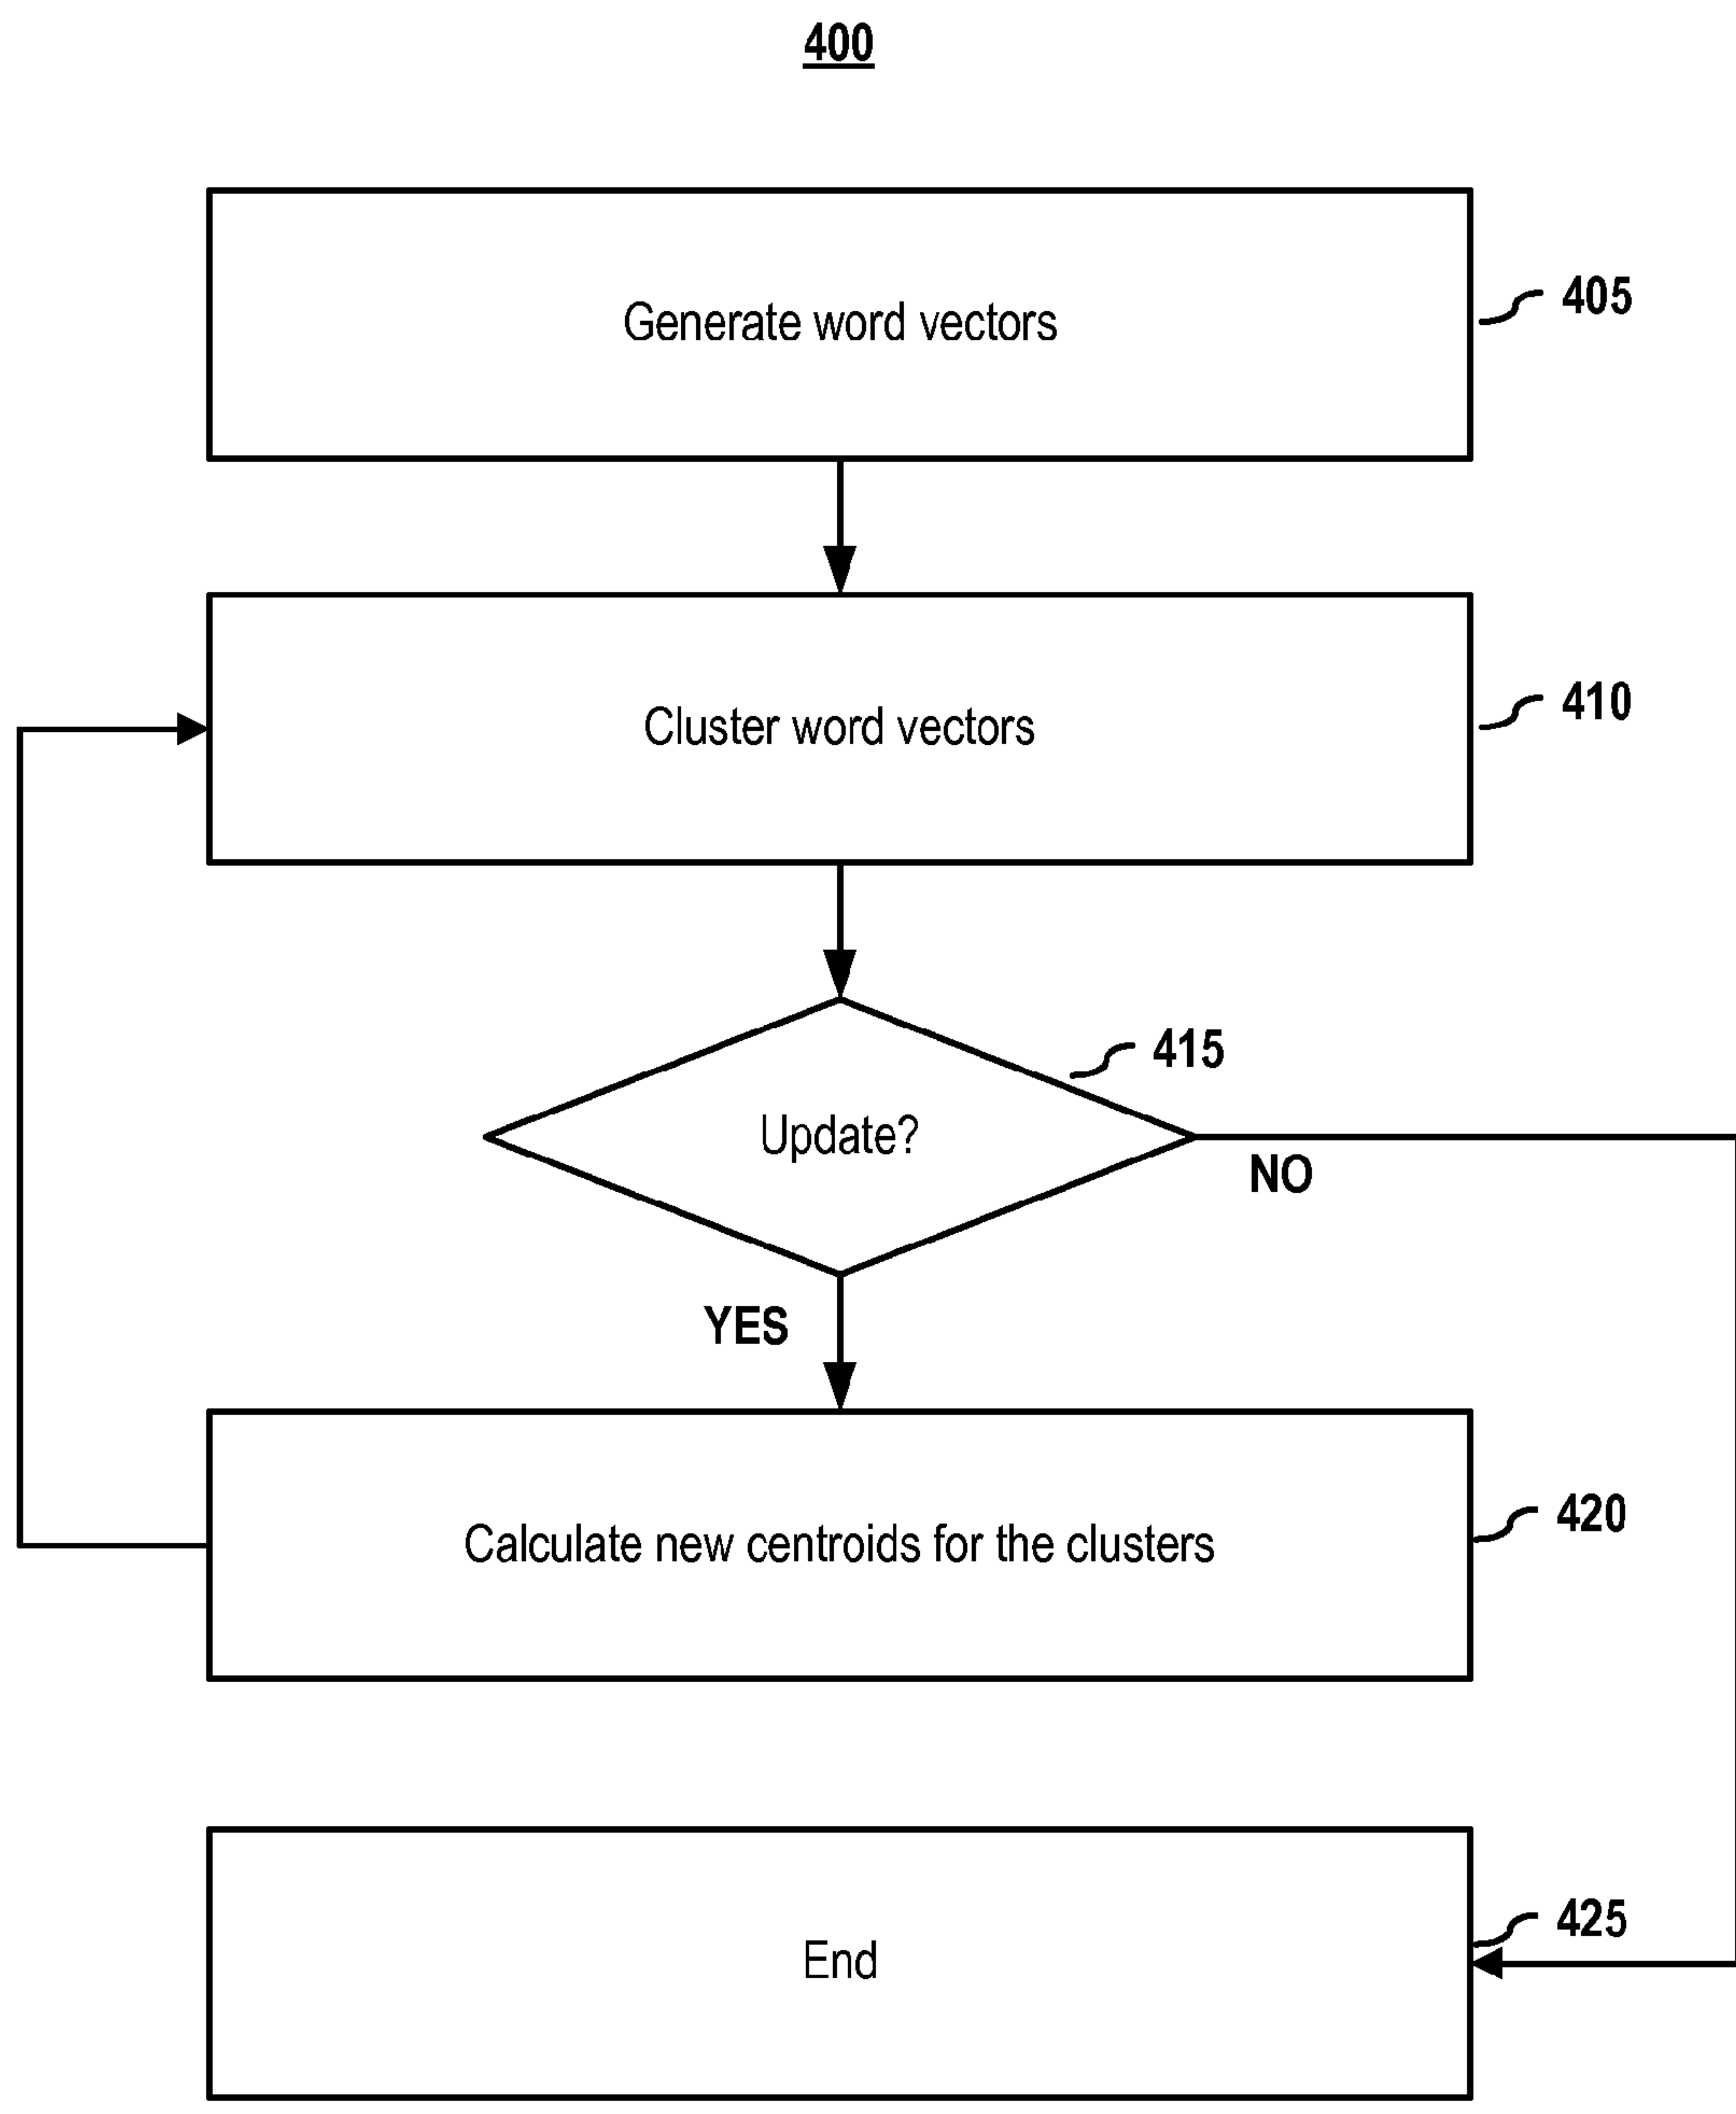 400
Generate word vectors
405
Cluster word vectors
410
415
Update?
NO
YES
Calculate new centroids for the clusters
420
End
425